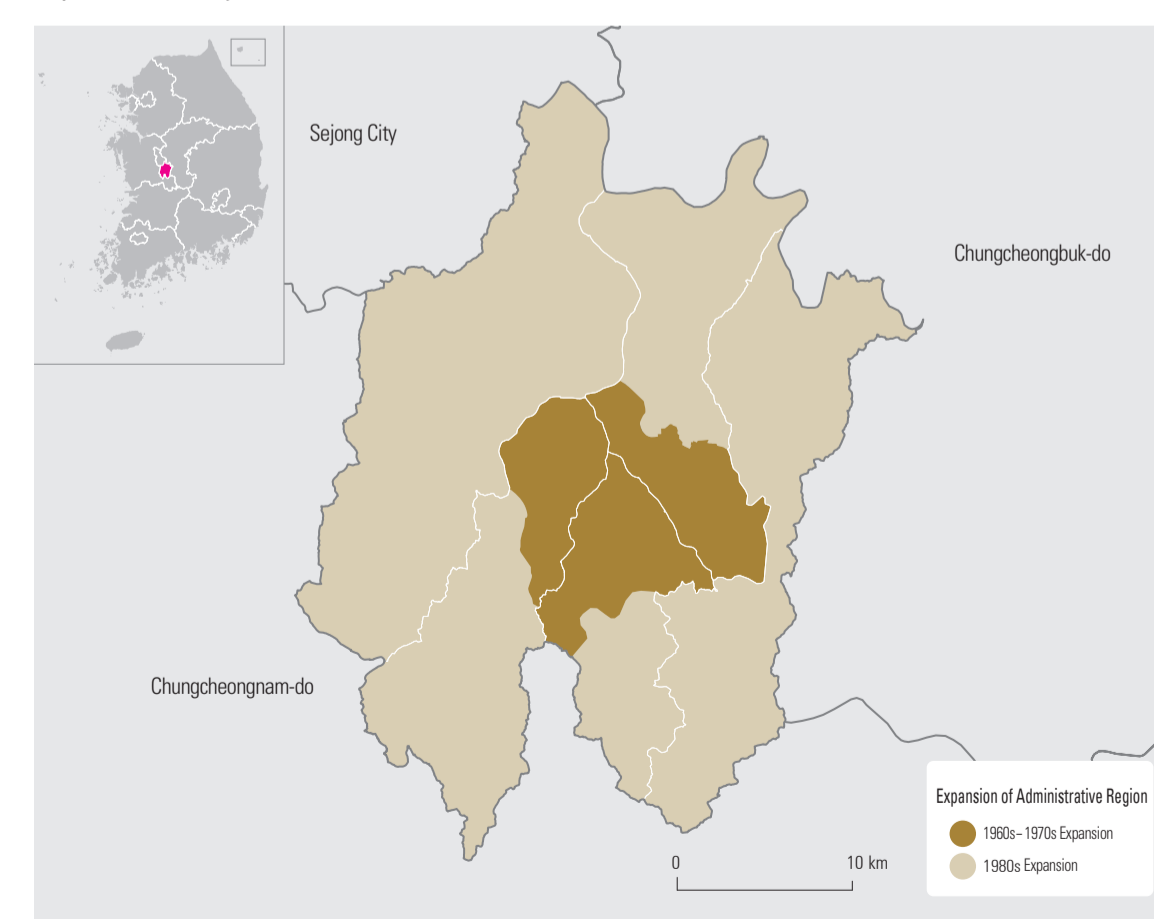 Sejong City
Chungcheongbuk-do
Chungcheongnam-do
Expansion of Administrative Region
1960s–1970s Expansion
1980s Expansion
0 10 km